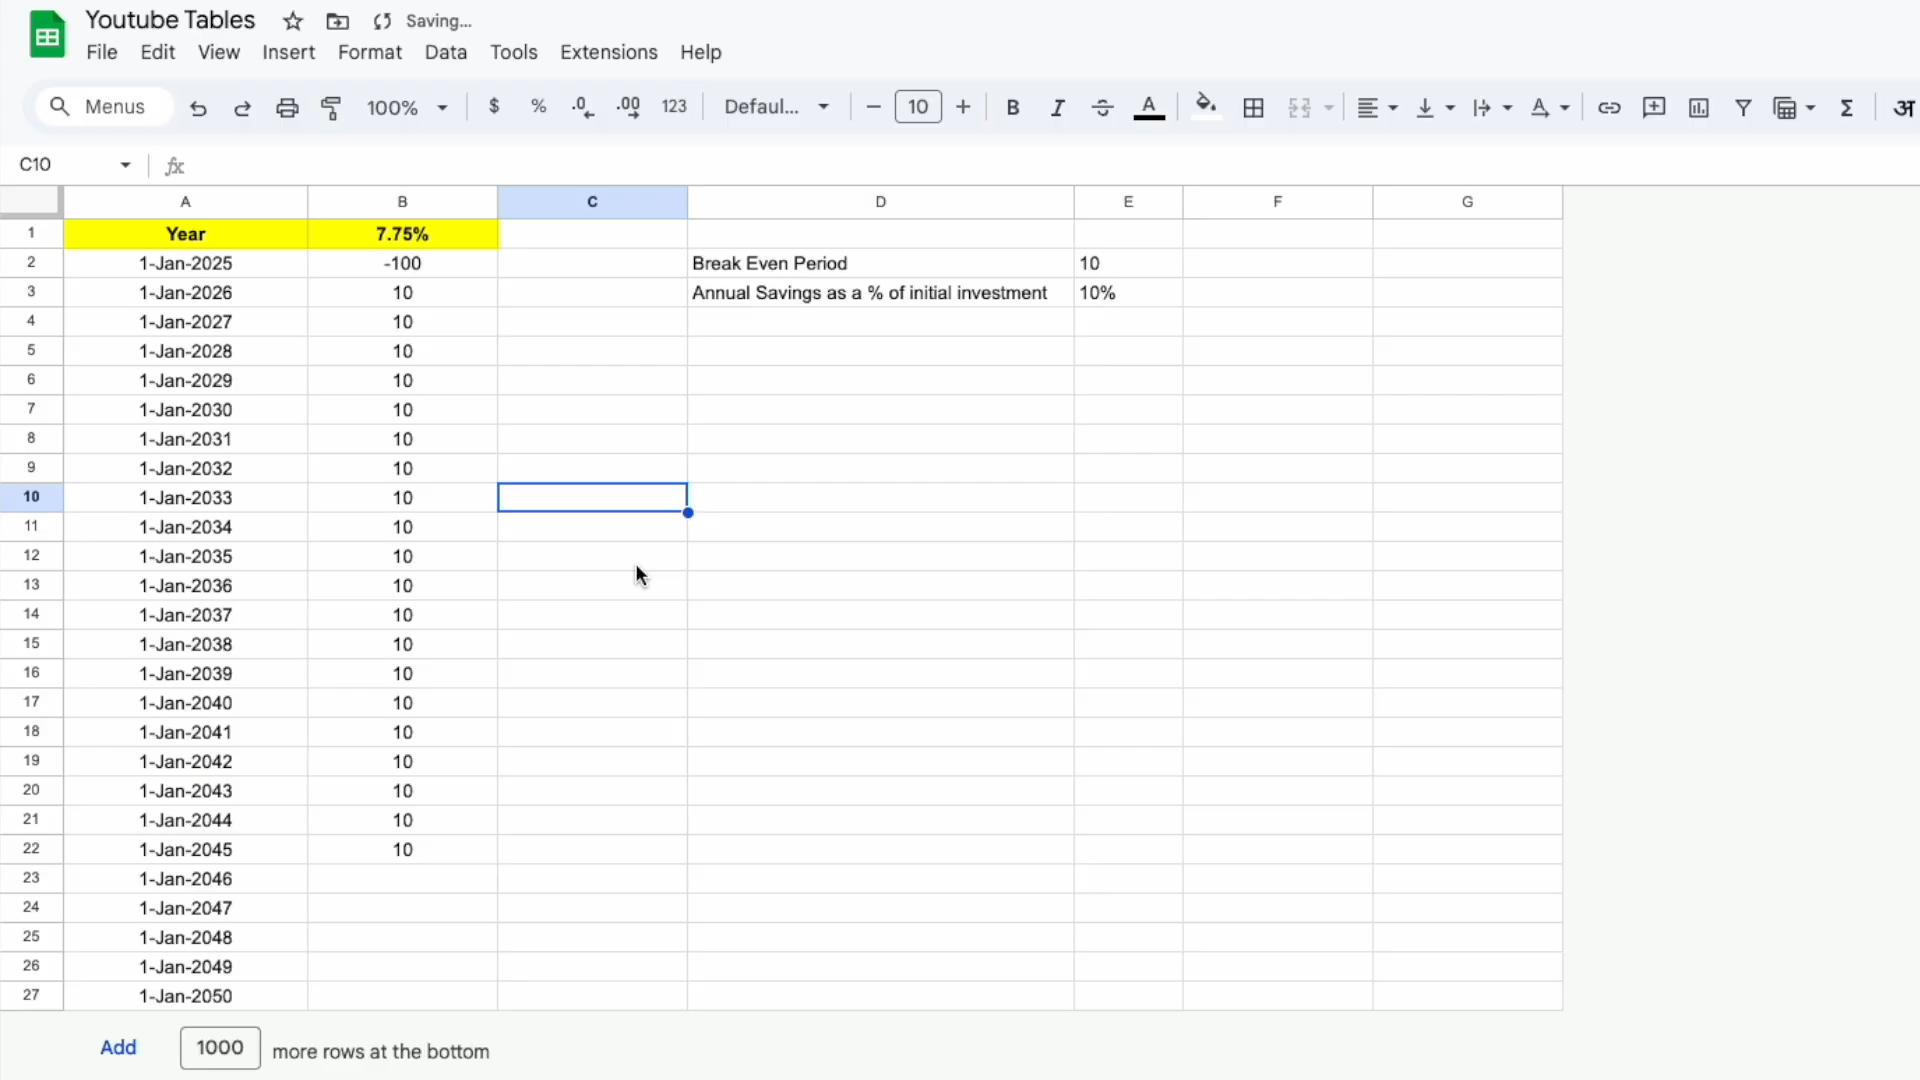 Youtube Tables Saving...
File Edit View Insert Format Data Tools Extensions Help
Menus 100% $ % .0 .00 123 Defaul... − 10 + B I S A A Σ अ
C10 fx
A B C D E F G
1 Year 7.75%
2 1-Jan-2025 -100 Break Even Period 10
3 1-Jan-2026 10 Annual Savings as a % of initial investment 10%
4 1-Jan-2027 10
5 1-Jan-2028 10
6 1-Jan-2029 10
7 1-Jan-2030 10
8 1-Jan-2031 10
9 1-Jan-2032 10
10 1-Jan-2033 10
11 1-Jan-2034 10
12 1-Jan-2035 10
13 1-Jan-2036 10
14 1-Jan-2037 10
15 1-Jan-2038 10
16 1-Jan-2039 10
17 1-Jan-2040 10
18 1-Jan-2041 10
19 1-Jan-2042 10
20 1-Jan-2043 10
21 1-Jan-2044 10
22 1-Jan-2045 10
23 1-Jan-2046
24 1-Jan-2047
25 1-Jan-2048
26 1-Jan-2049
27 1-Jan-2050
Add 1000 more rows at the bottom